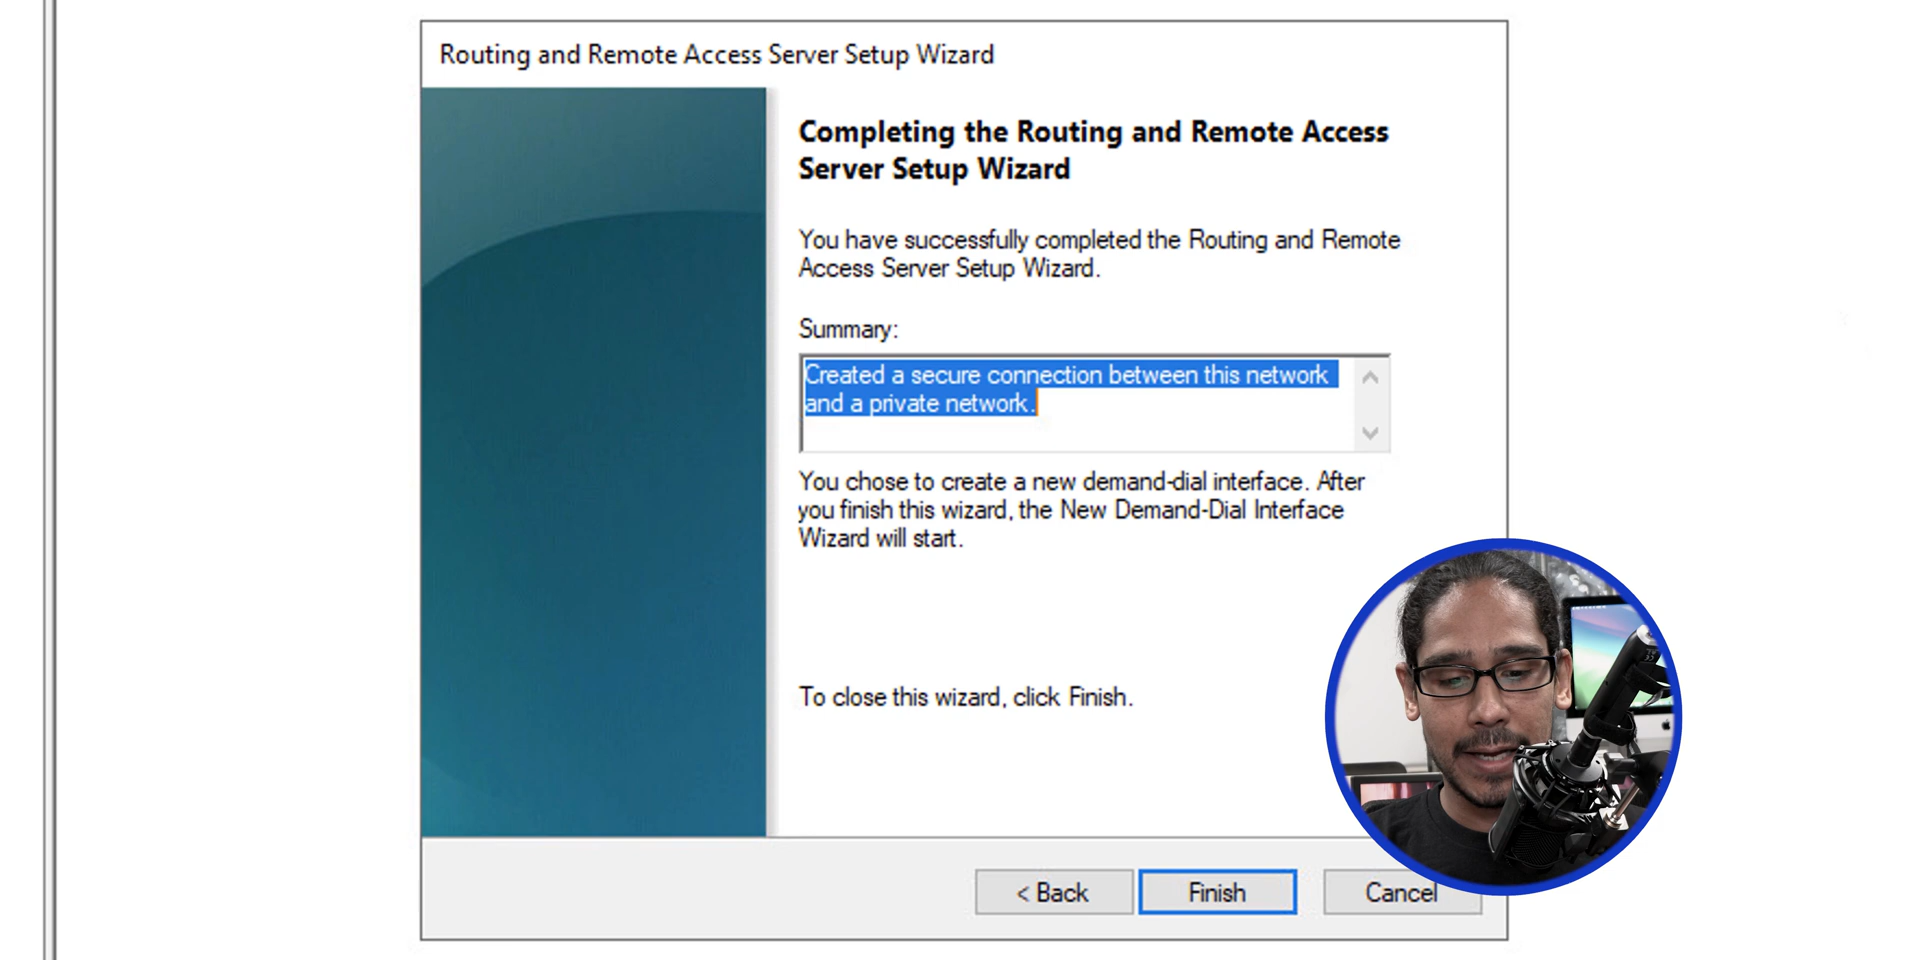 Routing and Remote Access Server Setup Wizard
Completing the Routing and Remote Access
Server Setup Wizard
You have successfully completed the Routing and Remote
Access Server Setup Wizard.
Summary:
Created a secure connection between this network
and a private network.
You chose to create a new demand-dial interface. After
you finish this wizard, the New Demand-Dial Interface
Wizard will start.
To close this wizard, click Finish.
< Back
Finish
Cancel